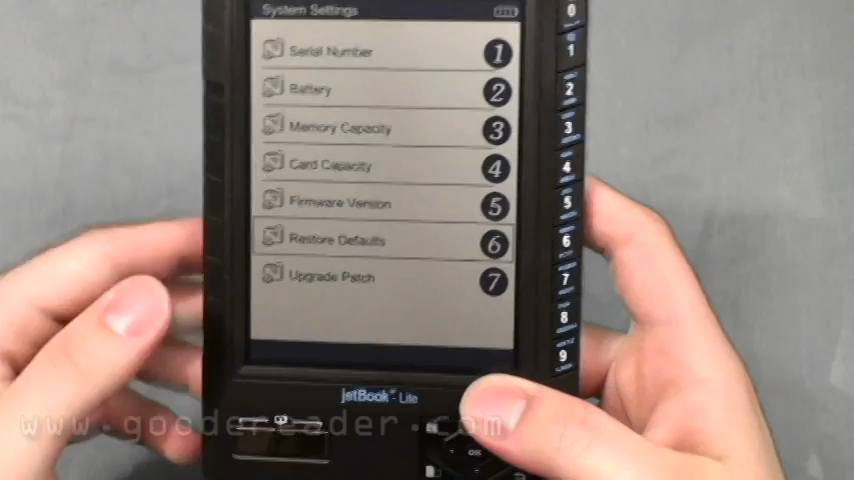 System Settings
Serial Number 1
Battery 2
Memory Capacity 3
Card Capacity 4
Firmware Version 5
Restore Defaults 6
Upgrade Patch 7
0
1
2
3
4
5
6
7
8
9
jetBook - Lite
OK
www.goodereader.com